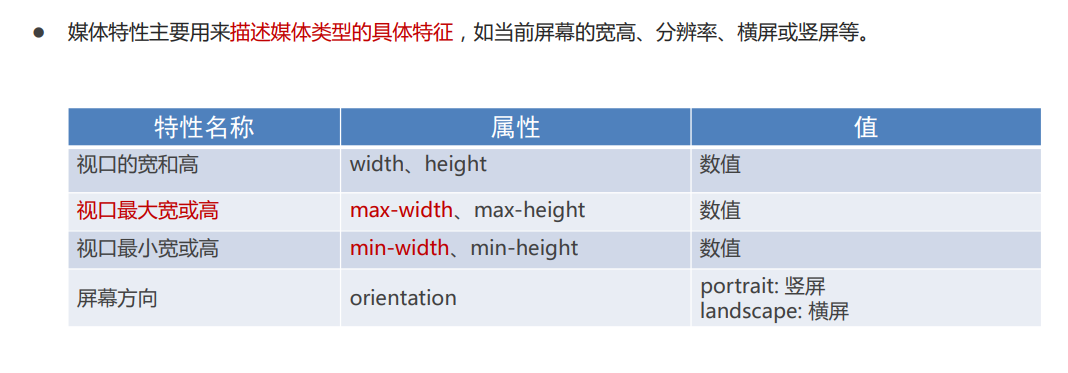 ● 媒体特性主要用来描述媒体类型的具体特征，如当前屏幕的宽高、分辨率、横屏或竖屏等。
特性名称 属性 值
视口的宽和高 width、height 数值
视口最大宽或高 max-width、max-height 数值
视口最小宽或高 min-width、min-height 数值
屏幕方向 orientation portrait: 竖屏
landscape: 横屏